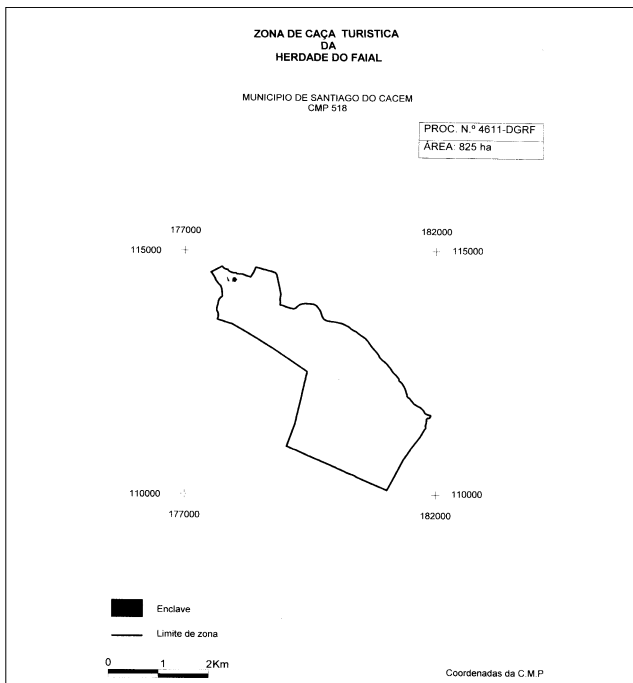 ZONA DE CAÇA TURISTICA
DA
HERDADE DO FAIAL
MUNICIPIO DE SANTIAGO DO CACEM
CMP 518
PROC. N.º 4611-DGRF
ÁREA: 825 ha
177000
182000
115000
115000
110000
110000
177000
182000
Enclave
Limite de zona
0 1 2Km
Coordenadas da C.M.P